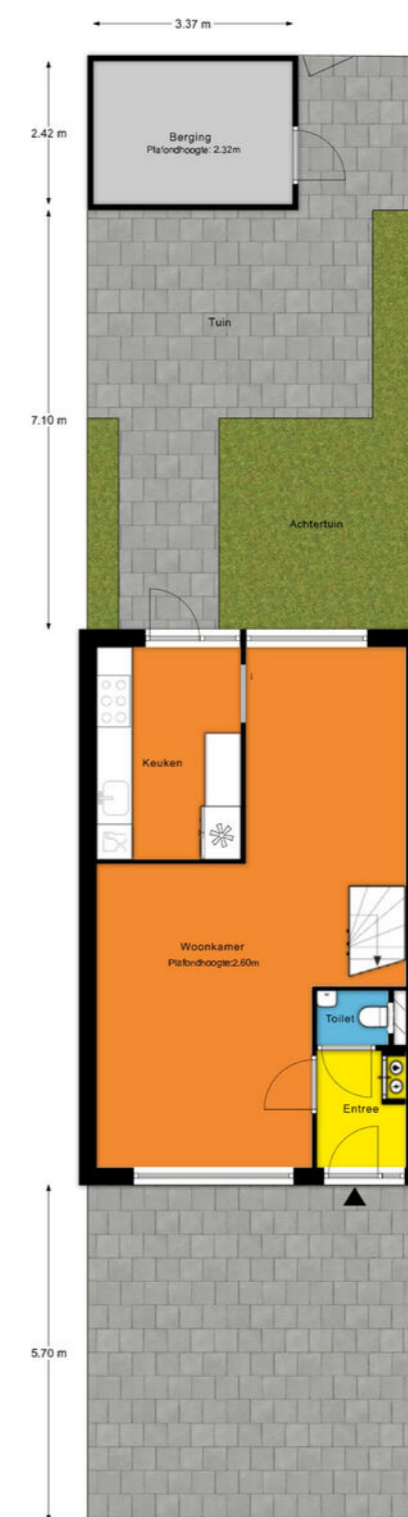 3.37 m
2.42 m
Berging
Plafondhoogte: 2.32m
Tuin
7.10 m
Achtertuin
Keuken
Woonkamer
Plafondhoogte:2.60m
Toilet
Entree
5.70 m